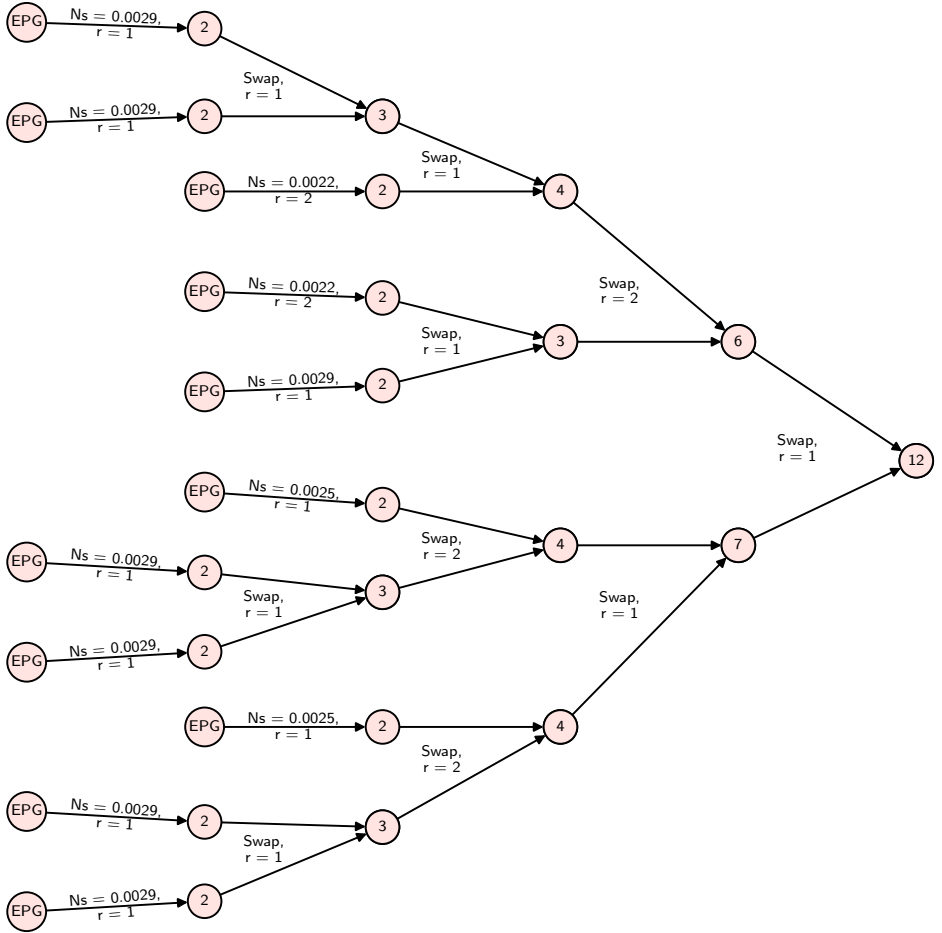 EPG
Ns = 0.0029,
r = 1
2
Swap,
r = 1
EPG
Ns = 0.0029,
r = 1
2
3
Swap,
r = 1
EPG
Ns = 0.0022,
r = 2
2
4
EPG
Ns = 0.0022,
r = 2
2
Swap,
r = 2
Swap,
r = 1
3
6
EPG
Ns = 0.0029,
r = 1
2
Swap,
r = 1
12
EPG
Ns = 0.0025,
r = 1
2
Swap,
r = 2
4
7
EPG
Ns = 0.0029,
r = 1
2
Swap,
r = 1
3
Swap,
r = 1
EPG
Ns = 0.0029,
r = 1
2
EPG
Ns = 0.0025,
r = 1
2
4
Swap,
r = 2
EPG
Ns = 0.0029,
r = 1
2
3
Swap,
r = 1
EPG
Ns = 0.0029,
r = 1
2